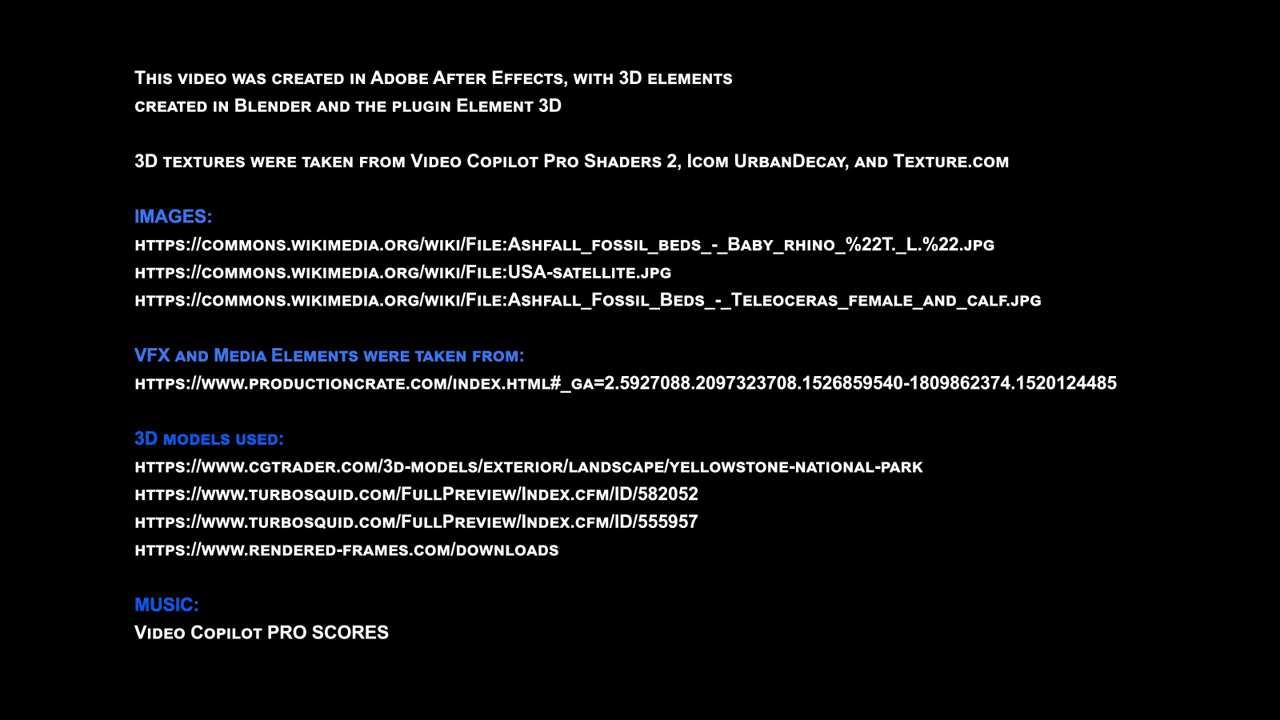 This video was created in Adobe After Effects, with 3D elements
created in Blender and the plugin Element 3D
3D textures were taken from Video Copilot Pro Shaders 2, Icom UrbanDecay, and Texture.com
IMAGES:
https://commons.wikimedia.org/wiki/File:Ashfall_fossil_beds_-_Baby_rhino_%22T._L.%22.jpg
https://commons.wikimedia.org/wiki/File:USA-satellite.jpg
https://commons.wikimedia.org/wiki/File:Ashfall_Fossil_Beds_-_Teleoceras_female_and_calf.jpg
VFX and Media Elements were taken from:
https://www.productioncrate.com/index.html#_ga=2.5927088.2097323708.1526859540-1809862374.1520124485
3D models used:
https://www.cgtrader.com/3d-models/exterior/landscape/yellowstone-national-park
https://www.turbosquid.com/FullPreview/Index.cfm/ID/582052
https://www.turbosquid.com/FullPreview/Index.cfm/ID/555957
https://www.rendered-frames.com/downloads
MUSIC:
Video Copilot PRO SCORES